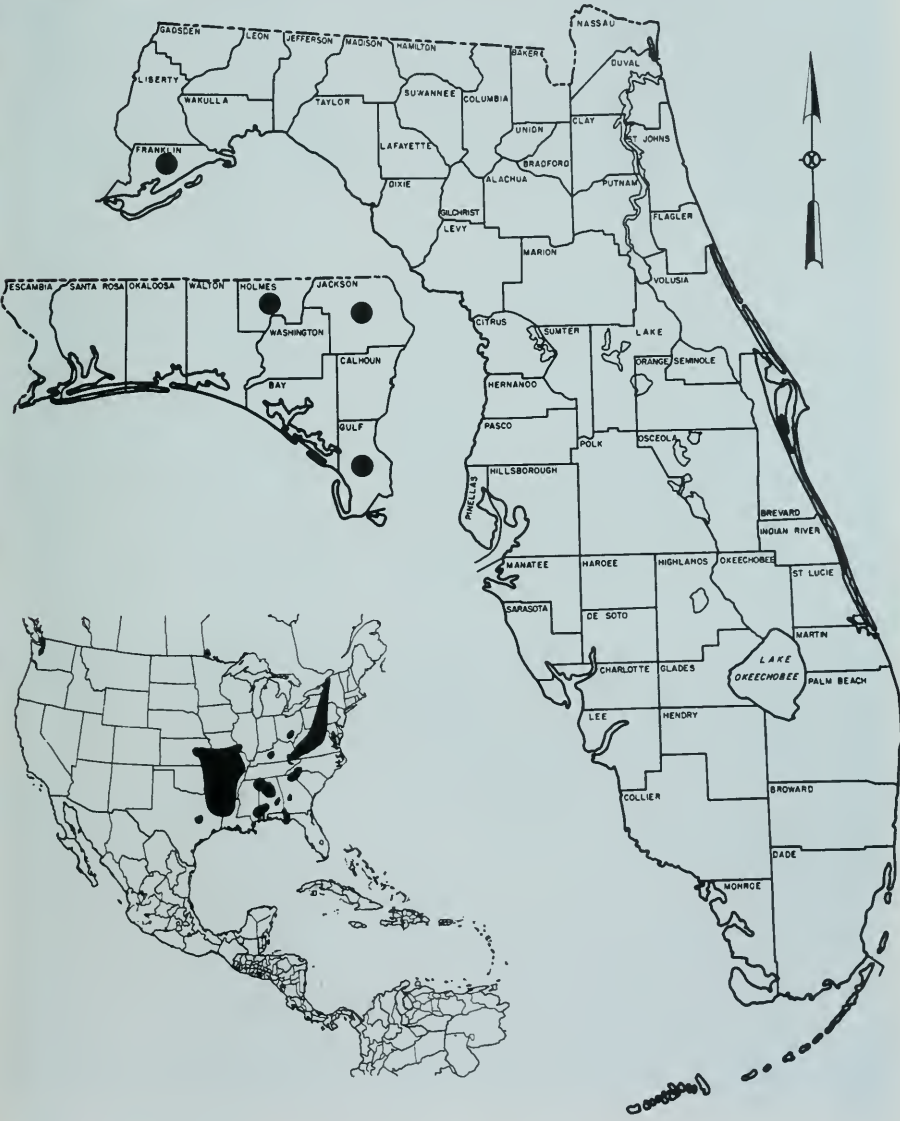 NASSAU
GADSDEN
LEON
JEFFERSON
MADISON
HAMILTON
BAKER
DUVAL
LIBERTY
WAKULLA
TAYLOR
SUWANNEE
COLUMBIA
UNION
CLAY
ST JOHNS
FRANKLIN
LAFAYETTE
BRADFORD
DIXIE
ALACHUA
PUTNAM
GILCHRIST
FLAGLER
LEVY
MARION
VOLUSIA
ESCAMBIA
SANTA ROSA
OKALOOSA
WALTON
HOLMES
JACKSON
WASHINGTON
CALHOUN
BAY
GULF
CITRUS
SUMTER
LAKE
ORANGE
SEMINOLE
HERNANDO
PASCO
POLK
OSCEOLA
HILLSBOROUGH
PINELLAS
BREVARD
INDIAN RIVER
MANATEE
HARDEE
HIGHLANDS
OKEECHOBEE
ST LUCIE
SARASOTA
DE SOTO
MARTIN
CHARLOTTE
GLADES
LAKE
OKEECHOBEE
PALM BEACH
LEE
HENDRY
COLLIER
BROWARD
DADE
MONROE